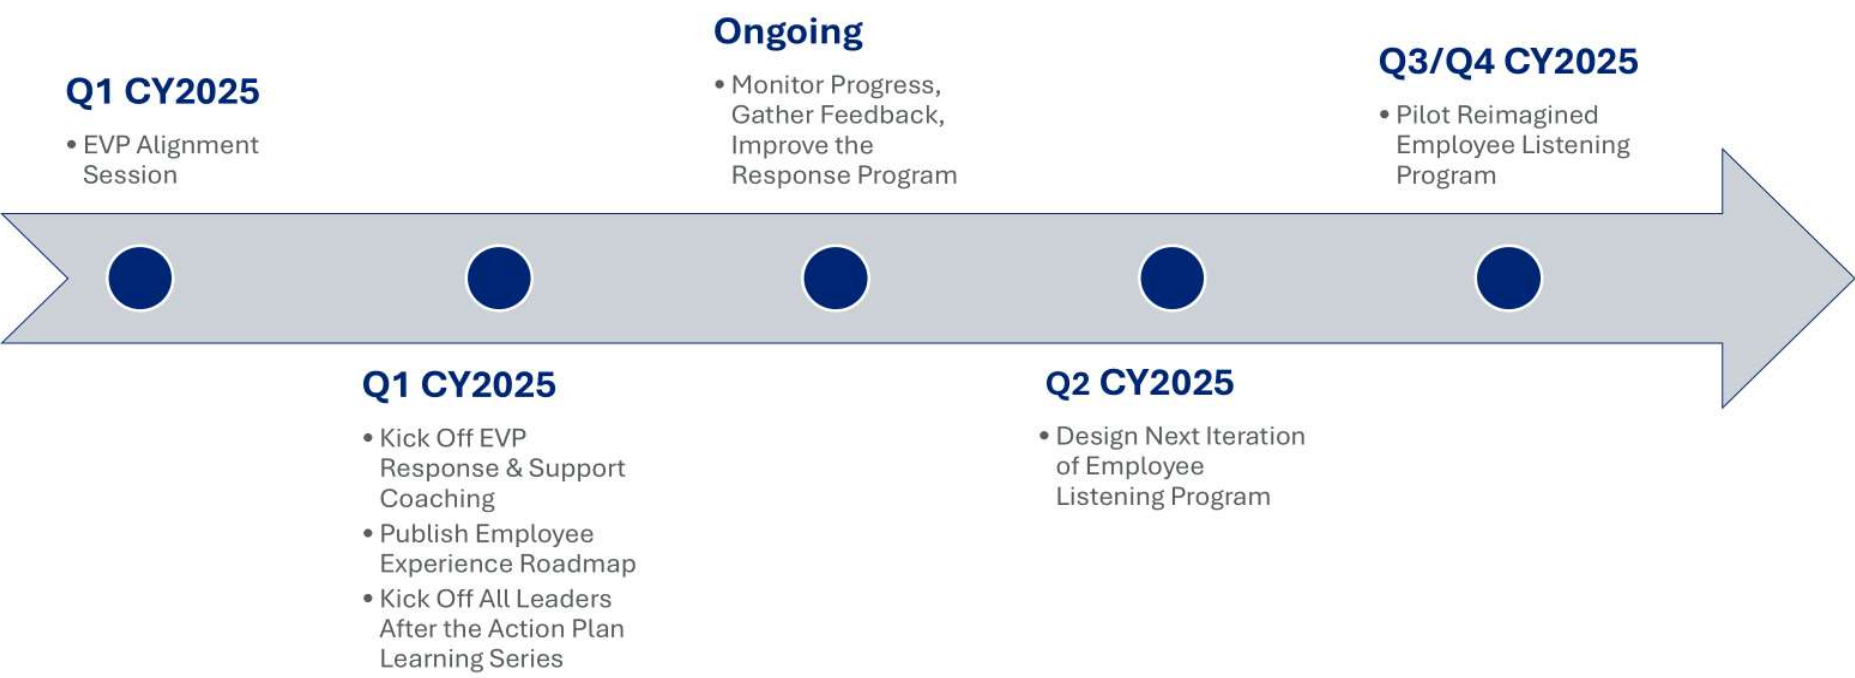 Q1 CY2025
• EVP Alignment
Session
Q1 CY2025
• Kick Off EVP
Response & Support
Coaching
• Publish Employee
Experience Roadmap
• Kick Off All Leaders
After the Action Plan
Learning Series
Ongoing
• Monitor Progress,
Gather Feedback,
Improve the
Response Program
Q2 CY2025
• Design Next Iteration
of Employee
Listening Program
Q3/Q4 CY2025
• Pilot Reimagined
Employee Listening
Program